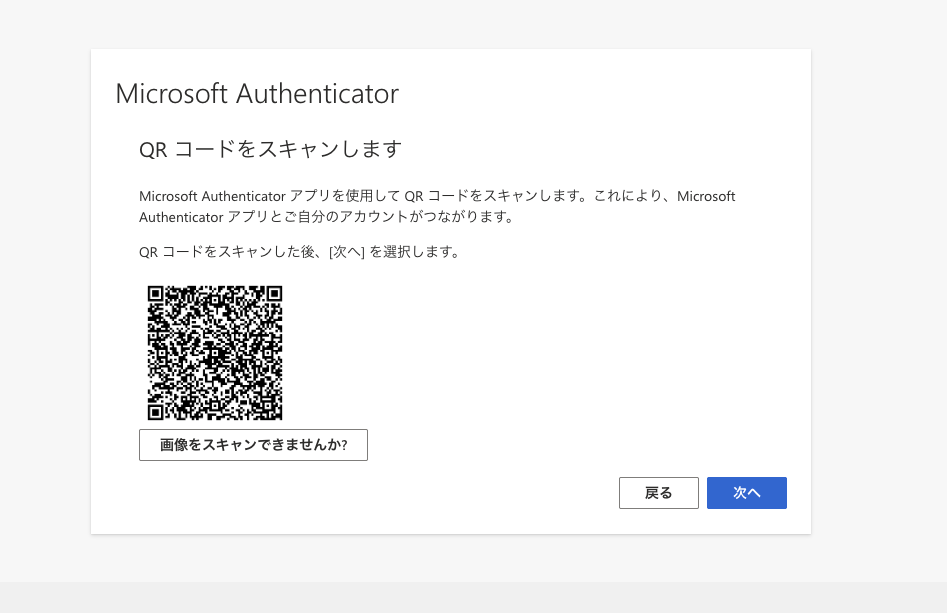 Microsoft Authenticator
QR コードをスキャンします
Microsoft Authenticator アプリを使用して QR コードをスキャンします。これにより、Microsoft
Authenticator アプリとご自分のアカウントがつながります。
QR コードをスキャンした後、[次へ] を選択します。
画像をスキャンできませんか?
戻る
次へ